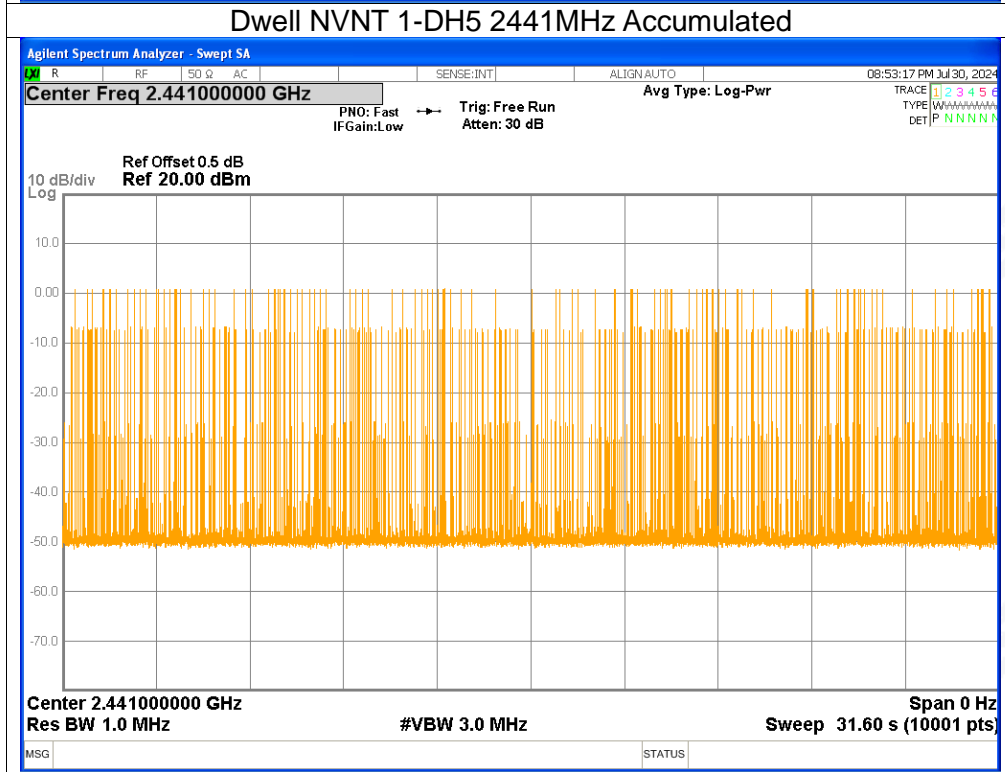 Dwell NVNT 1-DH5 2441MHz Accumulated
Agilent Spectrum Analyzer - Swept SA
LXI R RF 50 Ω AC SENSE:INT ALIGN AUTO 08:53:17 PM Jul 30, 2024
Center Freq 2.441000000 GHz Avg Type: Log-Pwr TRACE 1 2 3 4 5 6
PNO: Fast Trig: Free Run TYPE W
IFGain:Low Atten: 30 dB DET P N N N N N
Ref Offset 0.5 dB
10 dB/div Ref 20.00 dBm
Log
10.0
0.00
-10.0
-20.0
-30.0
-40.0
-50.0
-60.0
-70.0
Center 2.441000000 GHz Span 0 Hz
Res BW 1.0 MHz #VBW 3.0 MHz Sweep 31.60 s (10001 pts)
MSG STATUS